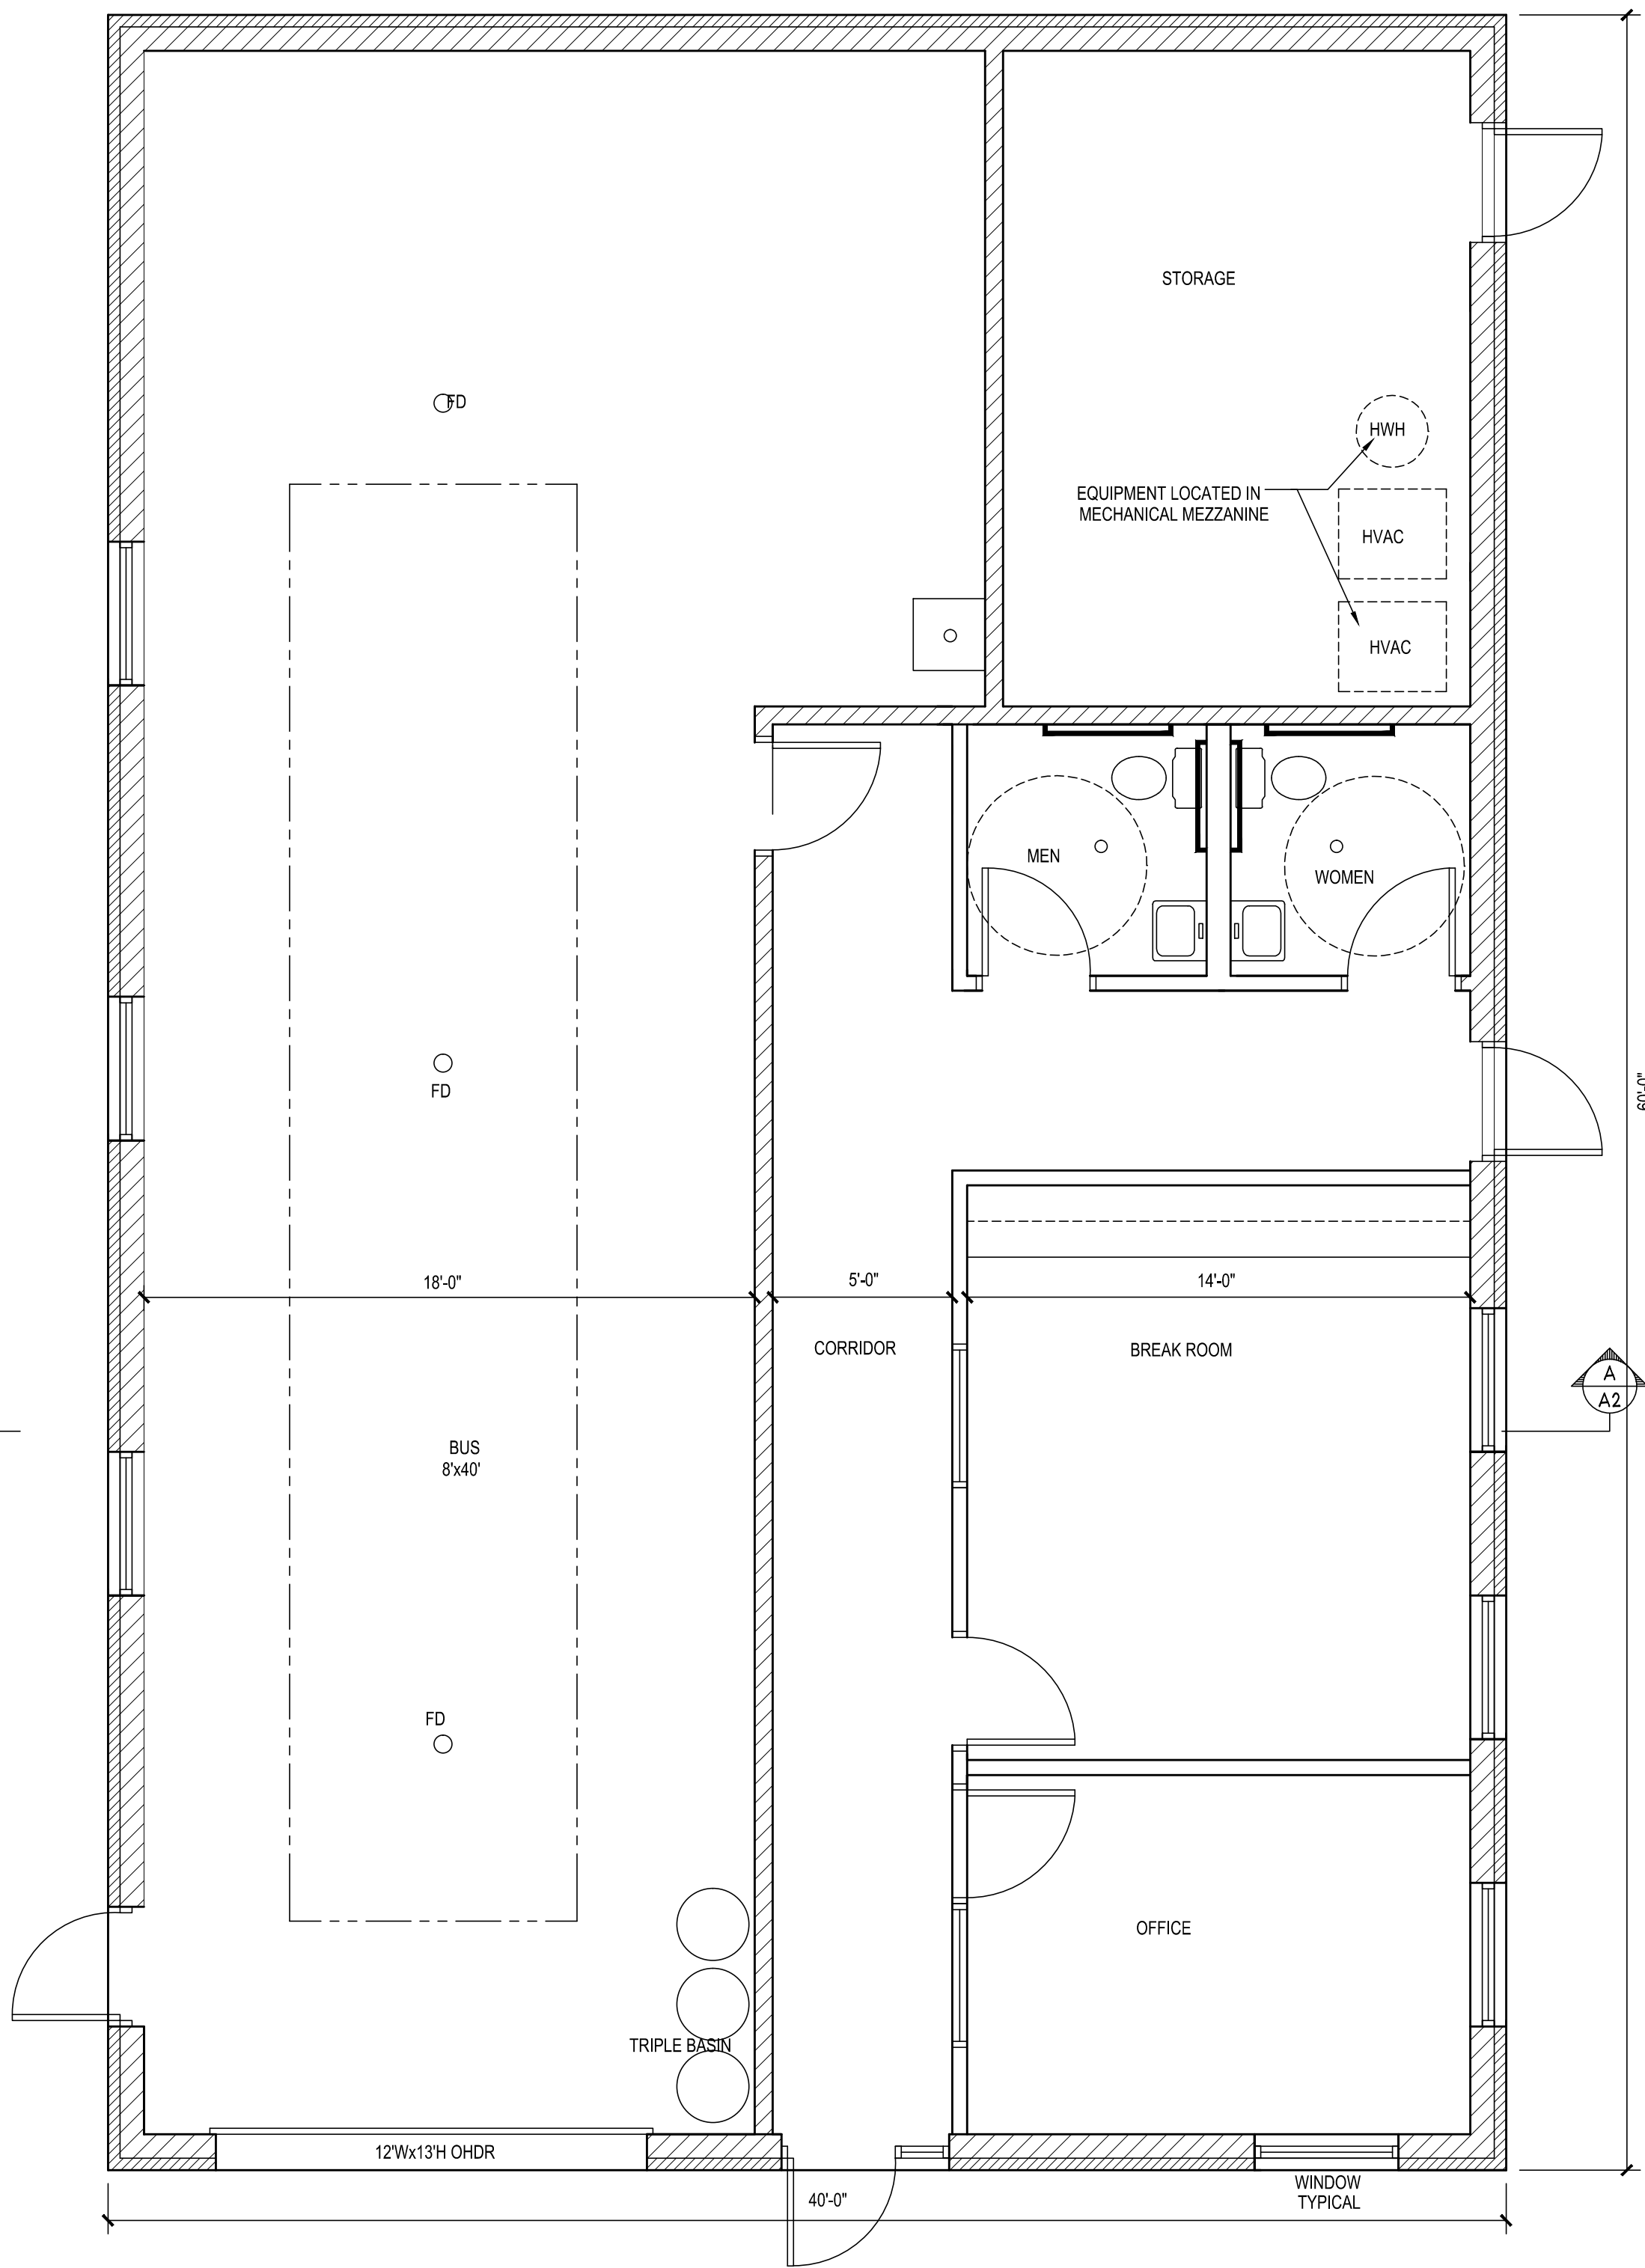 STORAGE
FD
HWH
EQUIPMENT LOCATED IN
MECHANICAL MEZZANINE
HVAC
HVAC
MEN
WOMEN
FD
60'-0"
18'-0"
5'-0"
14'-0"
CORRIDOR
BREAK ROOM
A
A2
BUS
8'x40'
FD
OFFICE
TRIPLE BASIN
12'Wx13'H OHDR
WINDOW
TYPICAL
40'-0"